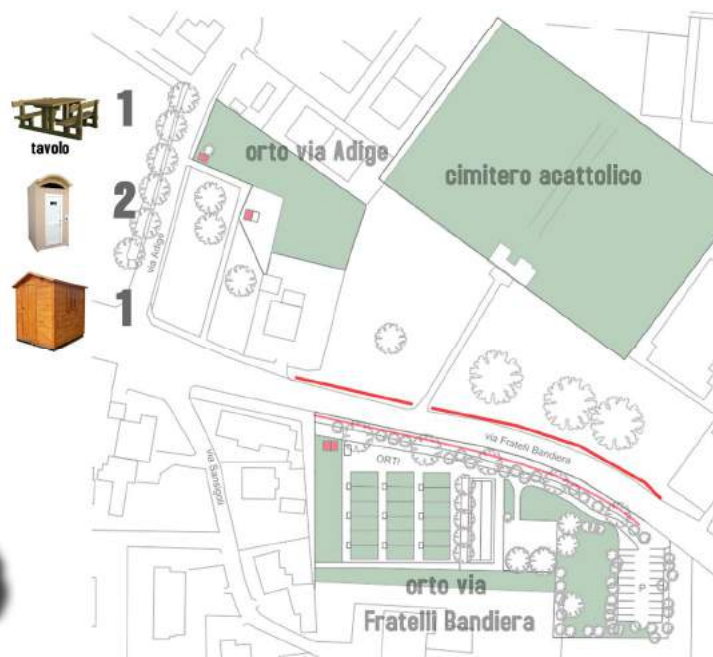 1
tavolo
2
1
orto via Adige
cimitero acattolico
via Adige
via Fratelli Bandiera
via Sansigoli
ORTI
P
orto via
Fratelli Bandiera